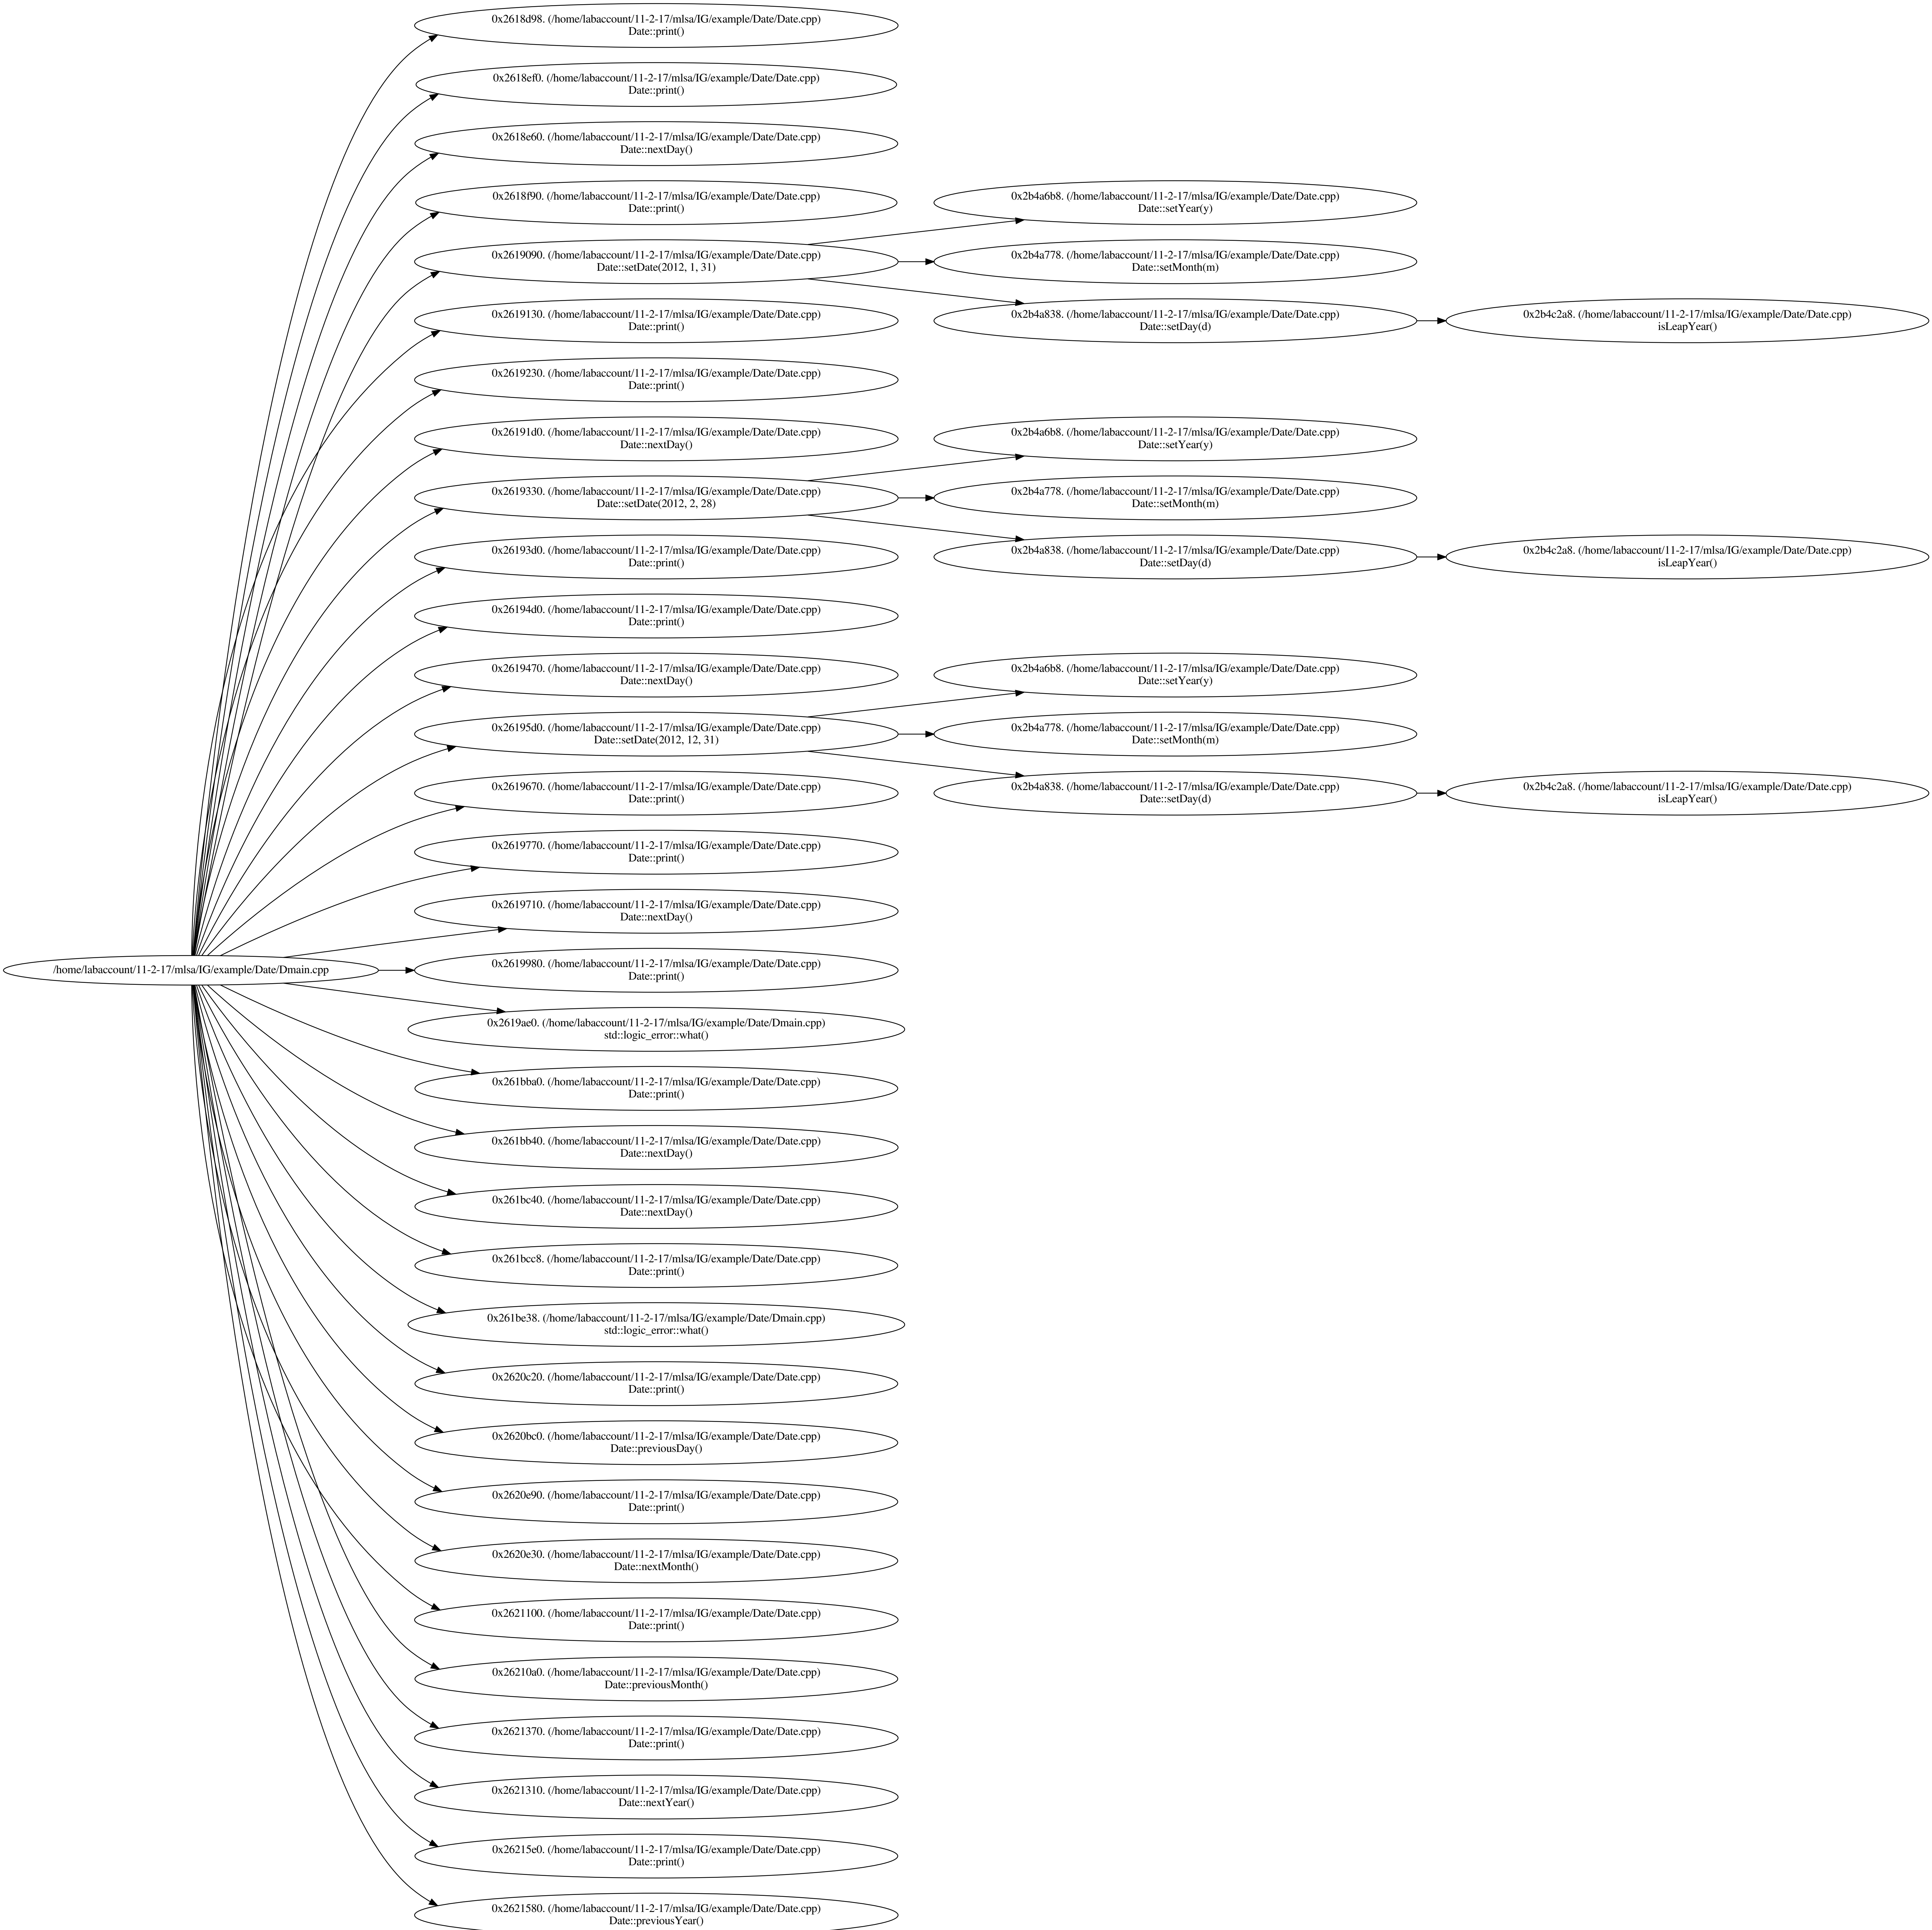 0x2618d98. (/home/labaccount/11-2-17/mlsa/IG/example/Date/Date.cpp)
Date::print()
0x2618ef0. (/home/labaccount/11-2-17/mlsa/IG/example/Date/Date.cpp)
Date::print()
0x2618e60. (/home/labaccount/11-2-17/mlsa/IG/example/Date/Date.cpp)
Date::nextDay()
0x2618f90. (/home/labaccount/11-2-17/mlsa/IG/example/Date/Date.cpp)
Date::print()
0x2b4a6b8. (/home/labaccount/11-2-17/mlsa/IG/example/Date/Date.cpp)
Date::setYear(y)
0x2619090. (/home/labaccount/11-2-17/mlsa/IG/example/Date/Date.cpp)
Date::setDate(2012, 1, 31)
0x2b4a778. (/home/labaccount/11-2-17/mlsa/IG/example/Date/Date.cpp)
Date::setMonth(m)
0x2619130. (/home/labaccount/11-2-17/mlsa/IG/example/Date/Date.cpp)
Date::print()
0x2b4a838. (/home/labaccount/11-2-17/mlsa/IG/example/Date/Date.cpp)
Date::setDay(d)
0x2b4c2a8. (/home/labaccount/11-2-17/mlsa/IG/example/Date/Date.cpp)
isLeapYear()
0x2619230. (/home/labaccount/11-2-17/mlsa/IG/example/Date/Date.cpp)
Date::print()
0x26191d0. (/home/labaccount/11-2-17/mlsa/IG/example/Date/Date.cpp)
Date::nextDay()
0x2b4a6b8. (/home/labaccount/11-2-17/mlsa/IG/example/Date/Date.cpp)
Date::setYear(y)
0x2619330. (/home/labaccount/11-2-17/mlsa/IG/example/Date/Date.cpp)
Date::setDate(2012, 2, 28)
0x2b4a778. (/home/labaccount/11-2-17/mlsa/IG/example/Date/Date.cpp)
Date::setMonth(m)
0x26193d0. (/home/labaccount/11-2-17/mlsa/IG/example/Date/Date.cpp)
Date::print()
0x2b4a838. (/home/labaccount/11-2-17/mlsa/IG/example/Date/Date.cpp)
Date::setDay(d)
0x2b4c2a8. (/home/labaccount/11-2-17/mlsa/IG/example/Date/Date.cpp)
isLeapYear()
0x26194d0. (/home/labaccount/11-2-17/mlsa/IG/example/Date/Date.cpp)
Date::print()
0x2619470. (/home/labaccount/11-2-17/mlsa/IG/example/Date/Date.cpp)
Date::nextDay()
0x2b4a6b8. (/home/labaccount/11-2-17/mlsa/IG/example/Date/Date.cpp)
Date::setYear(y)
0x26195d0. (/home/labaccount/11-2-17/mlsa/IG/example/Date/Date.cpp)
Date::setDate(2012, 12, 31)
0x2b4a778. (/home/labaccount/11-2-17/mlsa/IG/example/Date/Date.cpp)
Date::setMonth(m)
0x2619670. (/home/labaccount/11-2-17/mlsa/IG/example/Date/Date.cpp)
Date::print()
0x2b4a838. (/home/labaccount/11-2-17/mlsa/IG/example/Date/Date.cpp)
Date::setDay(d)
0x2b4c2a8. (/home/labaccount/11-2-17/mlsa/IG/example/Date/Date.cpp)
isLeapYear()
0x2619770. (/home/labaccount/11-2-17/mlsa/IG/example/Date/Date.cpp)
Date::print()
0x2619710. (/home/labaccount/11-2-17/mlsa/IG/example/Date/Date.cpp)
Date::nextDay()
/home/labaccount/11-2-17/mlsa/IG/example/Date/Dmain.cpp
0x2619980. (/home/labaccount/11-2-17/mlsa/IG/example/Date/Date.cpp)
Date::print()
0x2619ae0. (/home/labaccount/11-2-17/mlsa/IG/example/Date/Dmain.cpp)
std::logic_error::what()
0x261bba0. (/home/labaccount/11-2-17/mlsa/IG/example/Date/Date.cpp)
Date::print()
0x261bb40. (/home/labaccount/11-2-17/mlsa/IG/example/Date/Date.cpp)
Date::nextDay()
0x261bc40. (/home/labaccount/11-2-17/mlsa/IG/example/Date/Date.cpp)
Date::nextDay()
0x261bcc8. (/home/labaccount/11-2-17/mlsa/IG/example/Date/Date.cpp)
Date::print()
0x261be38. (/home/labaccount/11-2-17/mlsa/IG/example/Date/Dmain.cpp)
std::logic_error::what()
0x2620c20. (/home/labaccount/11-2-17/mlsa/IG/example/Date/Date.cpp)
Date::print()
0x2620bc0. (/home/labaccount/11-2-17/mlsa/IG/example/Date/Date.cpp)
Date::previousDay()
0x2620e90. (/home/labaccount/11-2-17/mlsa/IG/example/Date/Date.cpp)
Date::print()
0x2620e30. (/home/labaccount/11-2-17/mlsa/IG/example/Date/Date.cpp)
Date::nextMonth()
0x2621100. (/home/labaccount/11-2-17/mlsa/IG/example/Date/Date.cpp)
Date::print()
0x26210a0. (/home/labaccount/11-2-17/mlsa/IG/example/Date/Date.cpp)
Date::previousMonth()
0x2621370. (/home/labaccount/11-2-17/mlsa/IG/example/Date/Date.cpp)
Date::print()
0x2621310. (/home/labaccount/11-2-17/mlsa/IG/example/Date/Date.cpp)
Date::nextYear()
0x26215e0. (/home/labaccount/11-2-17/mlsa/IG/example/Date/Date.cpp)
Date::print()
0x2621580. (/home/labaccount/11-2-17/mlsa/IG/example/Date/Date.cpp)
Date::previousYear()